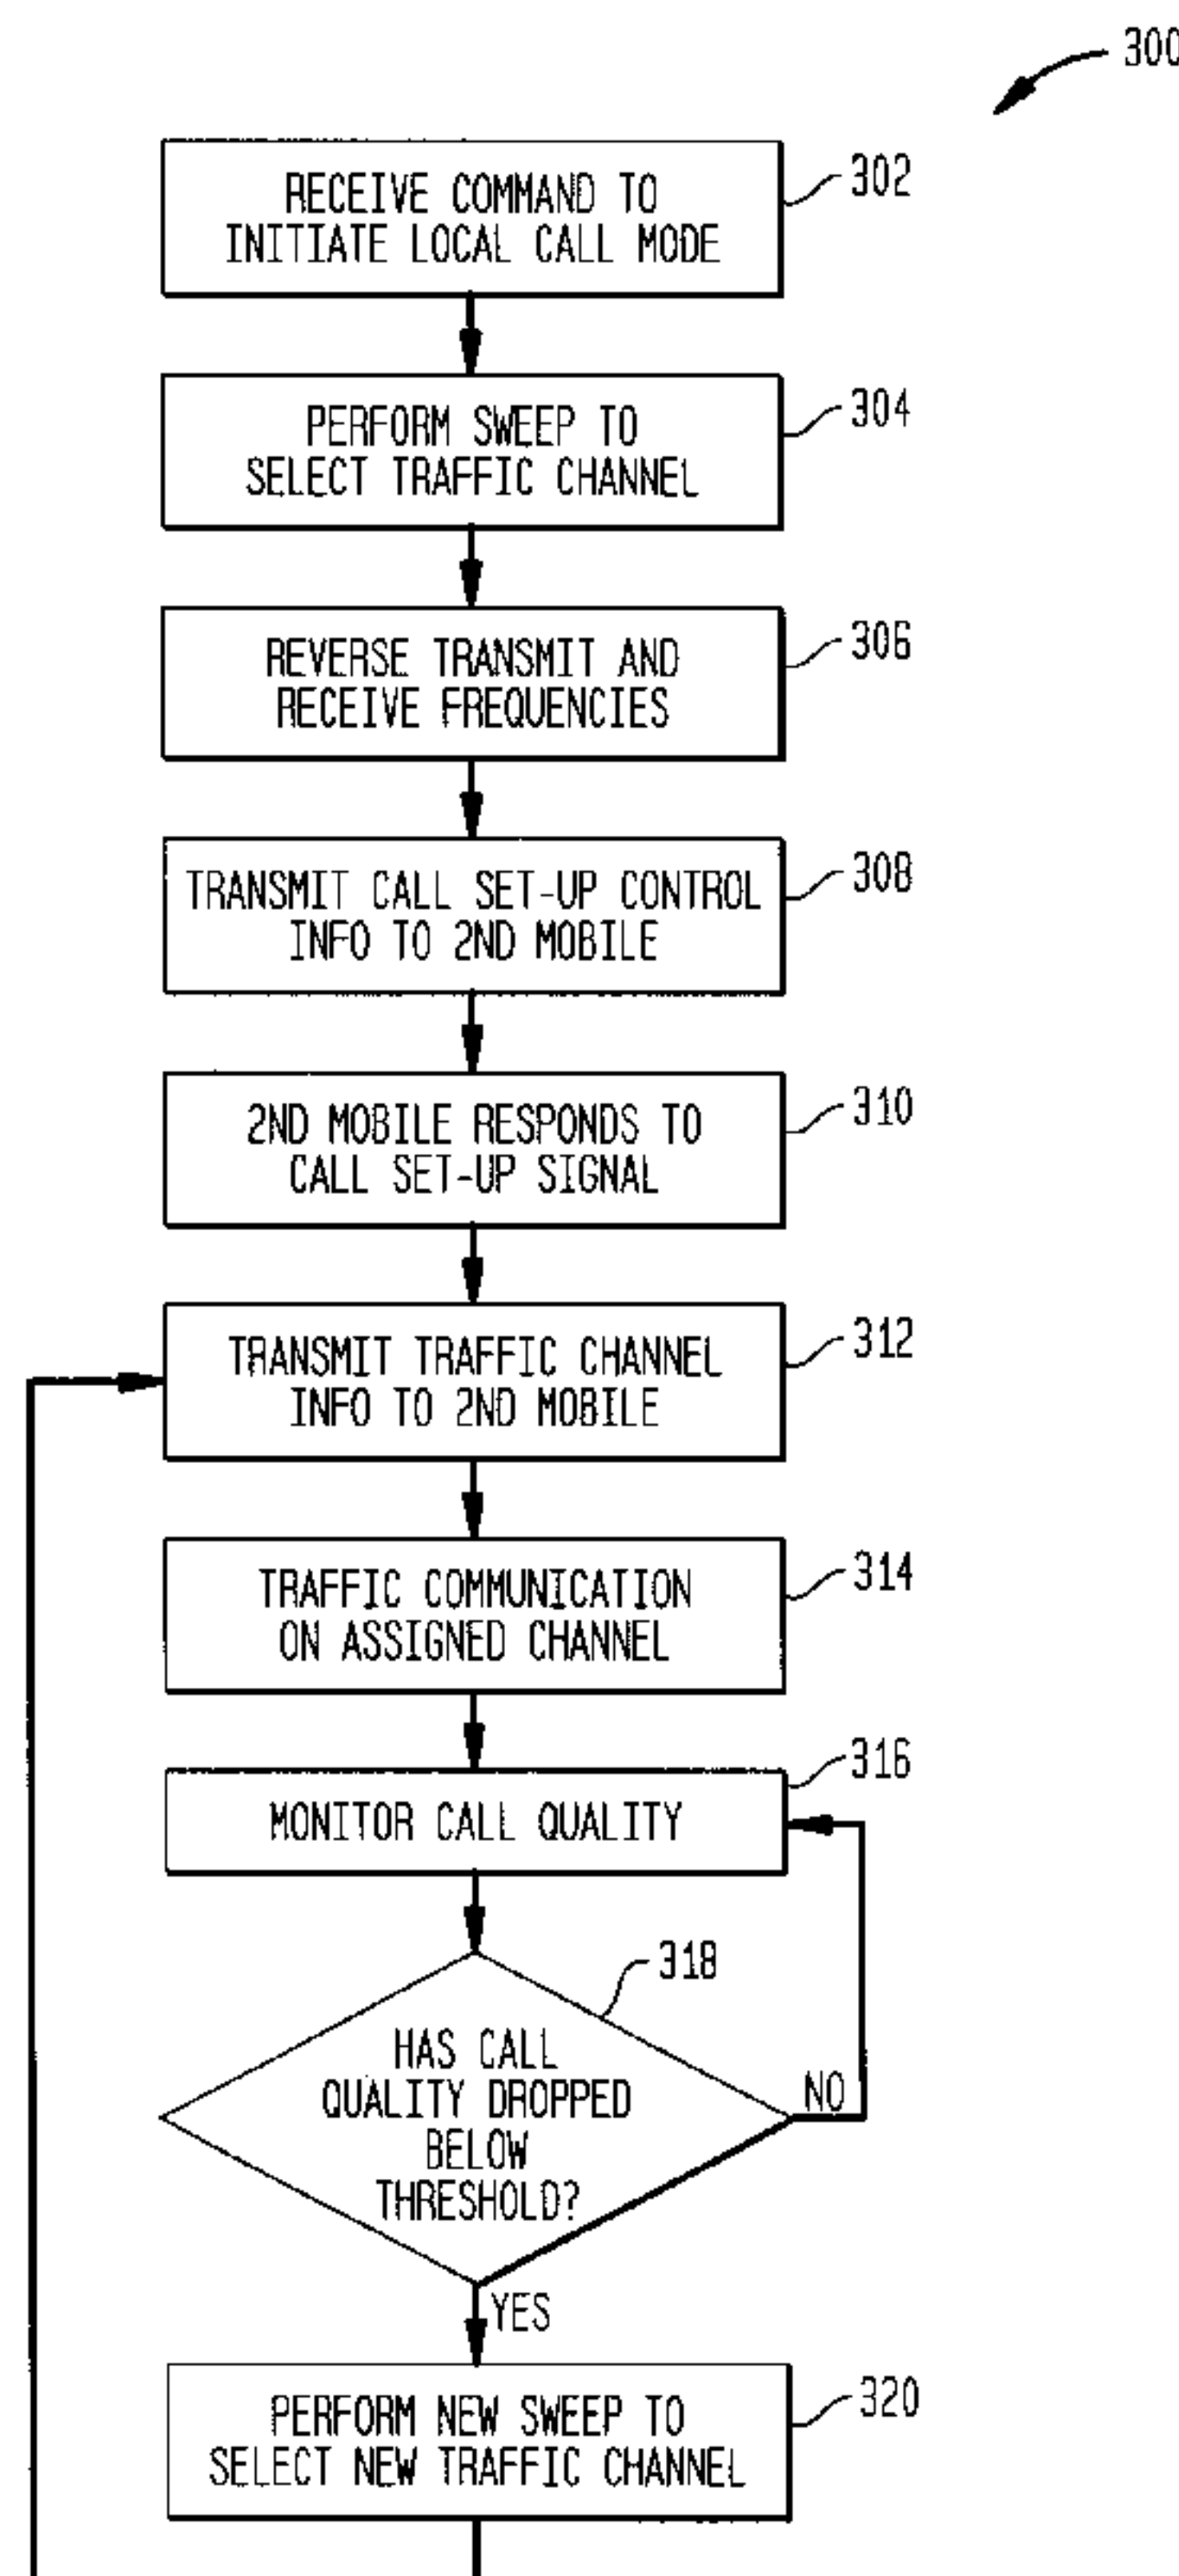 300
RECEIVE COMMAND TO
INITIATE LOCAL CALL MODE
302
PERFORM SWEEP TO
SELECT TRAFFIC CHANNEL
304
REVERSE TRANSMIT AND
RECEIVE FREQUENCIES
306
TRANSMIT CALL SET-UP CONTROL
INFO TO 2ND MOBILE
308
2ND MOBILE RESPONDS TO
CALL SET-UP SIGNAL
310
TRANSMIT TRAFFIC CHANNEL
INFO TO 2ND MOBILE
312
TRAFFIC COMMUNICATION
ON ASSIGNED CHANNEL
314
MONITOR CALL QUALITY
316
HAS CALL
QUALITY DROPPED
BELOW
THRESHOLD?
318
NO
YES
PERFORM NEW SWEEP TO
SELECT NEW TRAFFIC CHANNEL
320